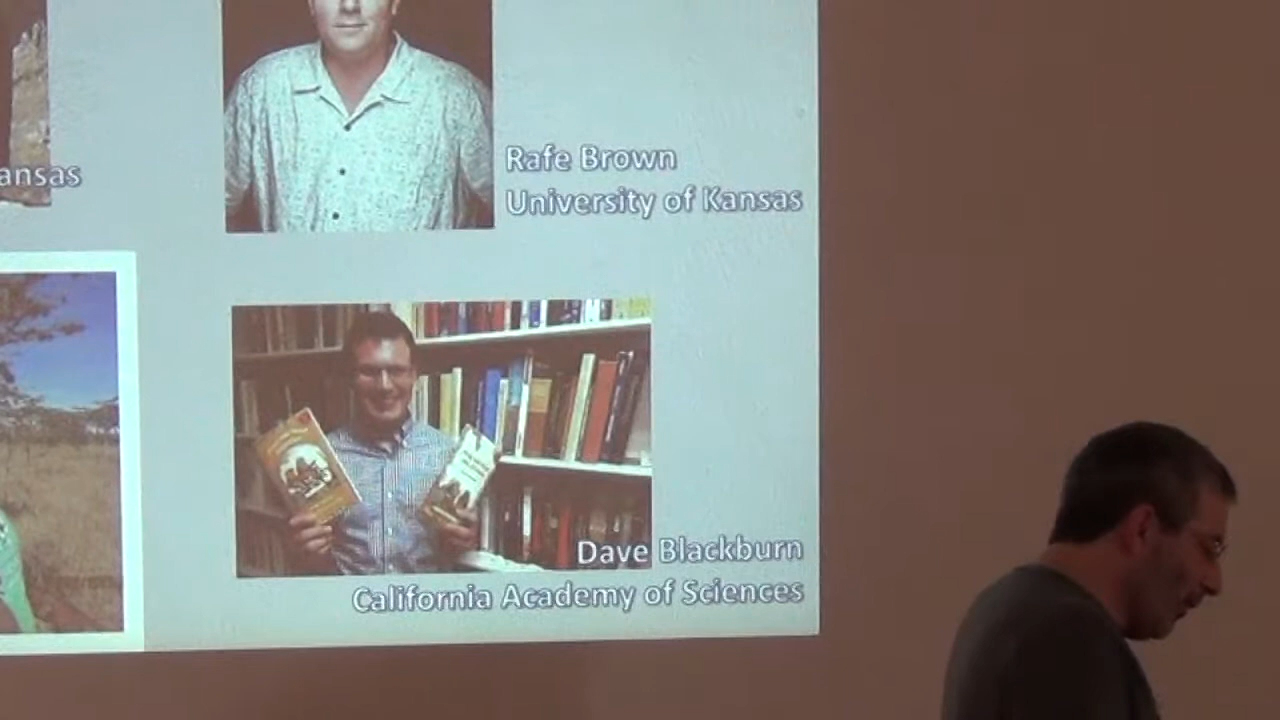 ansas
Rafe Brown
University of Kansas
Dave Blackburn
California Academy of Sciences